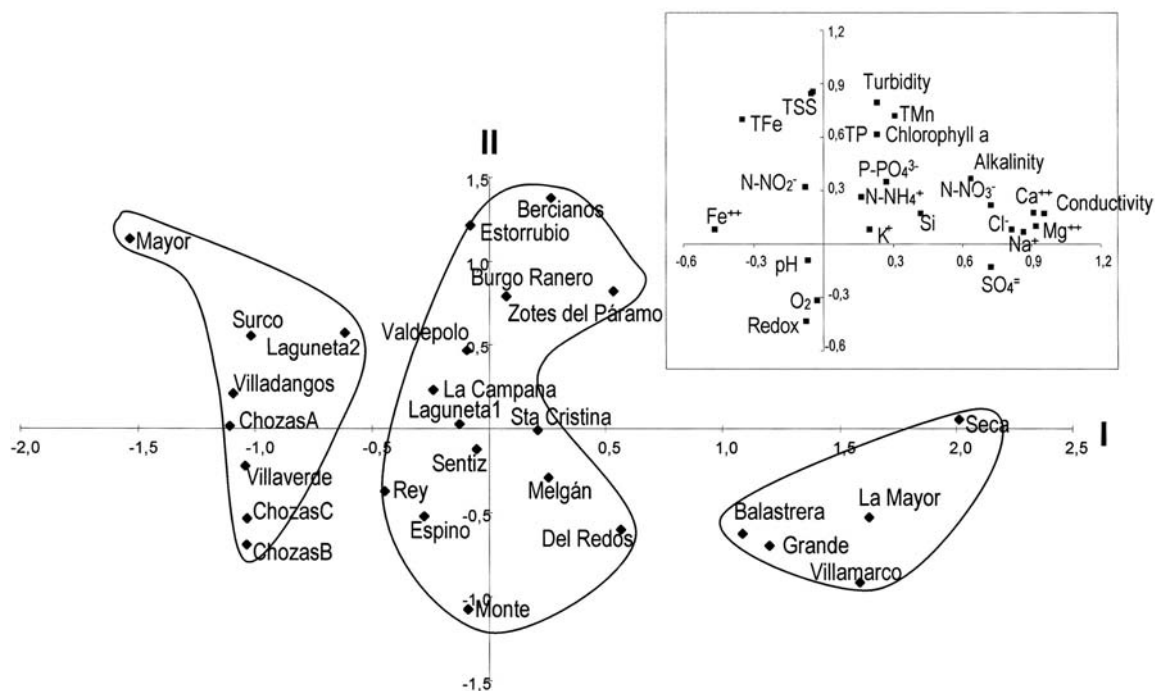 1,2
0,9
0,6
0,3
-0,3
-0,6
-0,6
-0,3
0,3
0,6
0,9
1,2
Turbidity
TSS
TMn
TFe
TP
Chlorophyll a
P-PO₄³⁻
Alkalinity
N-NO₂⁻
N-NH₄⁺
N-NO₃⁻
Ca⁺⁺
Conductivity
Fe⁺⁺
Si
Cl⁻
Mg⁺⁺
K⁺
Na⁺
pH
SO₄⁼
O₂
Redox
II
1,5
1,0
0,5
-0,5
-1,0
-1,5
Bercianos
Mayor
Estorrubio
Burgo Ranero
Zotes del Páramo
Surco
Laguneta2
Valdepolo
Villadangos
La Campana
ChozasA
Laguneta1
Sta Cristina
Seca
I
-2,0
-1,5
-1,0
-0,5
0,5
1,0
1,5
2,0
2,5
Villaverde
Sentiz
Melgán
Rey
Espino
Del Redos
ChozasC
ChozasB
La Mayor
Balastrera
Grande
Villamarco
Monte